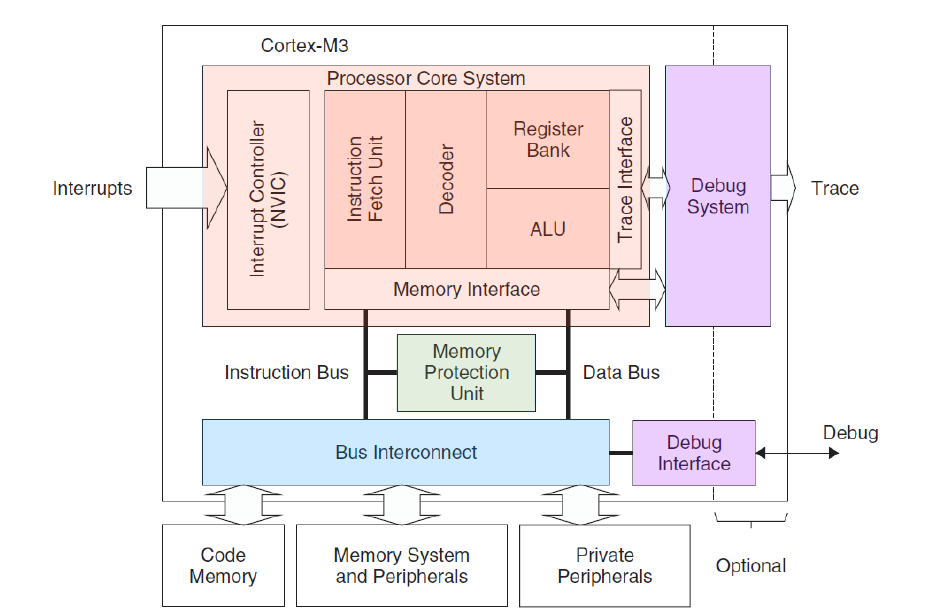 Cortex-M3
Processor Core System
Interrupts
Interrupt Controller
(NVIC)
Instruction
Fetch Unit
Decoder
Register
Bank
ALU
Trace Interface
Debug
System
Trace
Memory Interface
Instruction Bus
Memory
Protection
Unit
Data Bus
Bus Interconnect
Debug
Interface
Debug
Code
Memory
Memory System
and Peripherals
Private
Peripherals
Optional